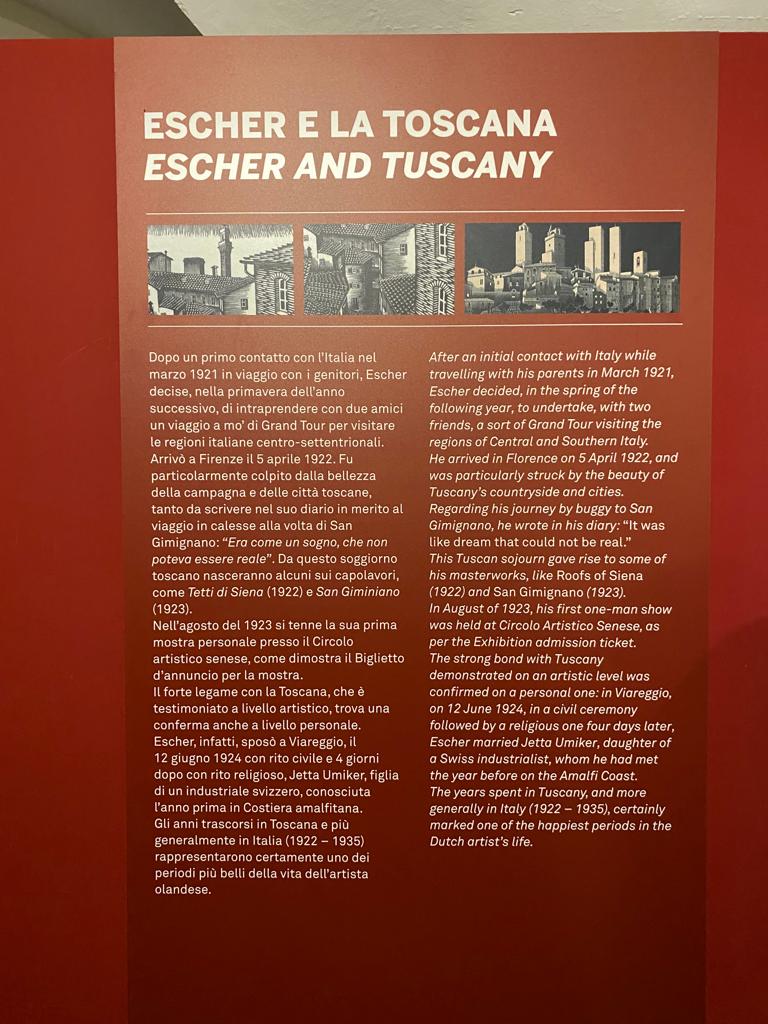 ESCHER E LA TOSCANA
ESCHER AND TUSCANY
Dopo un primo contatto con l'Italia nel
marzo 1921 in viaggio con i genitori, Escher
decise, nella primavera dell'anno
successivo, di intraprendere con due amici
un viaggio a mo' di Grand Tour per visitare
le regioni italiane centro-settentrionali.
Arrivò a Firenze il 5 aprile 1922. Fu
particolarmente colpito dalla bellezza
della campagna e delle città toscane,
tanto da scrivere nel suo diario in merito al
viaggio in calesse alla volta di San
Gimignano: “Era come un sogno, che non
poteva essere reale”. Da questo soggiorno
toscano nasceranno alcuni sui capolavori,
come Tetti di Siena (1922) e San Giminiano
(1923).
Nell'agosto del 1923 si tenne la sua prima
mostra personale presso il Circolo
artistico senese, come dimostra il Biglietto
d'annuncio per la mostra.
Il forte legame con la Toscana, che è
testimoniato a livello artistico, trova una
conferma anche a livello personale.
Escher, infatti, sposò a Viareggio, il
12 giugno 1924 con rito civile e 4 giorni
dopo con rito religioso, Jetta Umiker, figlia
di un industriale svizzero, conosciuta
l'anno prima in Costiera amalfitana.
Gli anni trascorsi in Toscana e più
generalmente in Italia (1922 – 1935)
rappresentarono certamente uno dei
periodi più belli della vita dell'artista
olandese.
After an initial contact with Italy while
travelling with his parents in March 1921,
Escher decided, in the spring of the
following year, to undertake, with two
friends, a sort of Grand Tour visiting the
regions of Central and Southern Italy.
He arrived in Florence on 5 April 1922, and
was particularly struck by the beauty of
Tuscany's countryside and cities.
Regarding his journey by buggy to San
Gimignano, he wrote in his diary: “It was
like dream that could not be real.”
This Tuscan sojourn gave rise to some of
his masterworks, like Roofs of Siena
(1922) and San Gimignano (1923).
In August of 1923, his first one-man show
was held at Circolo Artistico Senese, as
per the Exhibition admission ticket.
The strong bond with Tuscany
demonstrated on an artistic level was
confirmed on a personal one: in Viareggio,
on 12 June 1924, in a civil ceremony
followed by a religious one four days later,
Escher married Jetta Umiker, daughter of
a Swiss industrialist, whom he had met
the year before on the Amalfi Coast.
The years spent in Tuscany, and more
generally in Italy (1922 – 1935), certainly
marked one of the happiest periods in the
Dutch artist's life.